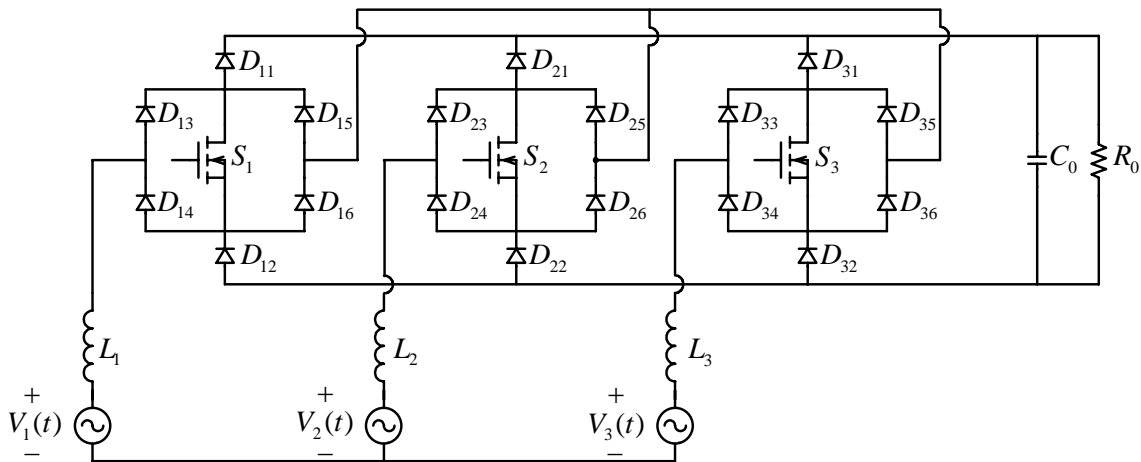 D₁₁ D₂₁ D₃₁
D₁₃ D₁₅ D₂₃ D₂₅ D₃₃ D₃₅
S₁ S₂ S₃ C₀ R₀
D₁₄ D₁₆ D₂₄ D₂₆ D₃₄ D₃₆
D₁₂ D₂₂ D₃₂
L₁ L₂ L₃
+ + +
V₁(t) V₂(t) V₃(t)
− − −